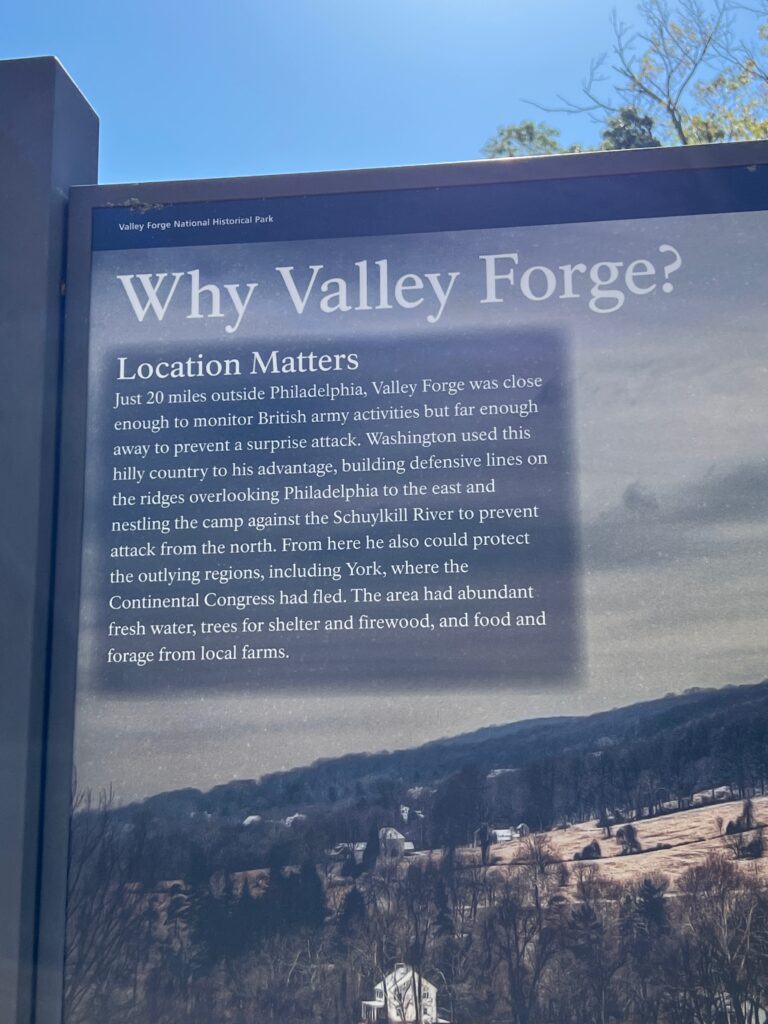 Valley Forge National Historical Park
Why Valley Forge?
Location Matters
Just 20 miles outside Philadelphia, Valley Forge was close
enough to monitor British army activities but far enough
away to prevent a surprise attack. Washington used this
hilly country to his advantage, building defensive lines on
the ridges overlooking Philadelphia to the east and
nestling the camp against the Schuylkill River to prevent
attack from the north. From here he also could protect
the outlying regions, including York, where the
Continental Congress had fled. The area had abundant
fresh water, trees for shelter and firewood, and food and
forage from local farms.